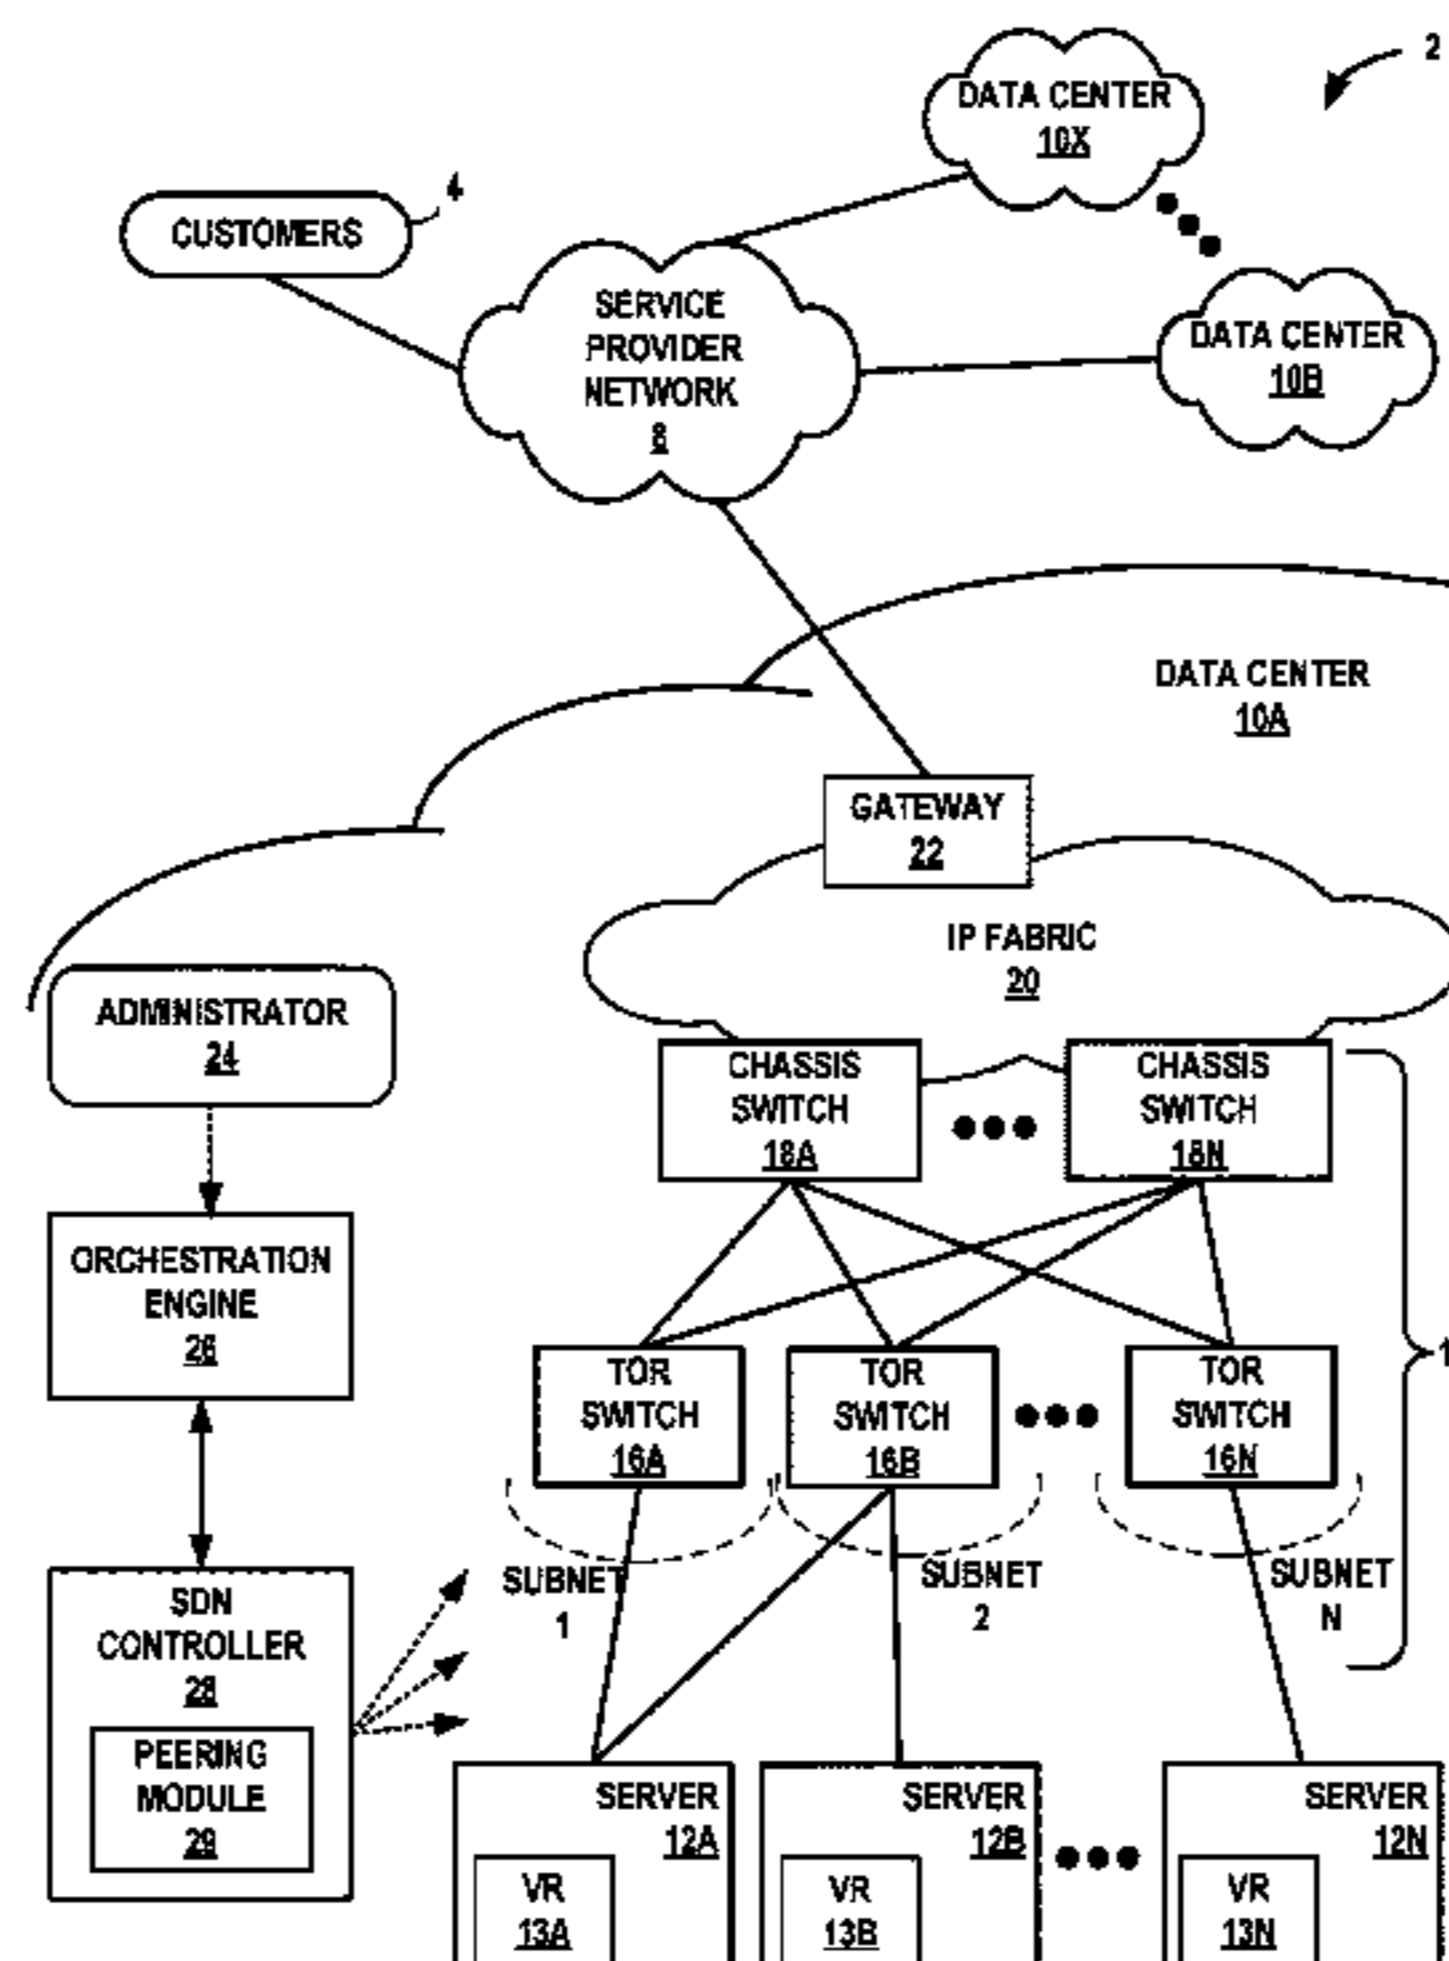 2
DATA CENTER
10X
4
CUSTOMERS
SERVICE
PROVIDER
NETWORK
8
DATA CENTER
10B
DATA CENTER
10A
GATEWAY
22
IP FABRIC
20
ADMINISTRATOR
24
CHASSIS
SWITCH
18A
CHASSIS
SWITCH
18N
ORCHESTRATION
ENGINE
26
TOR
SWITCH
16A
TOR
SWITCH
16B
TOR
SWITCH
16N
SUBNET
1
SUBNET
2
SUBNET
N
SDN
CONTROLLER
28
PEERING
MODULE
29
SERVER
12A
VR
13A
SERVER
12B
VR
13B
SERVER
12N
VR
13N